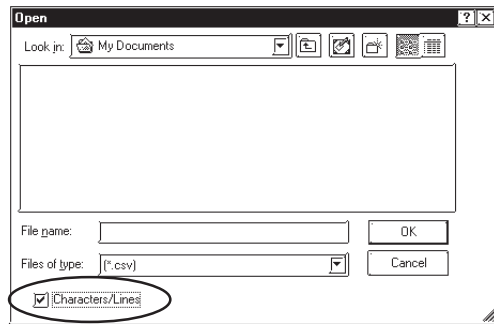 Open
Look in: My Documents
File name: OK
Files of type: (*.csv) Cancel
Characters/Lines